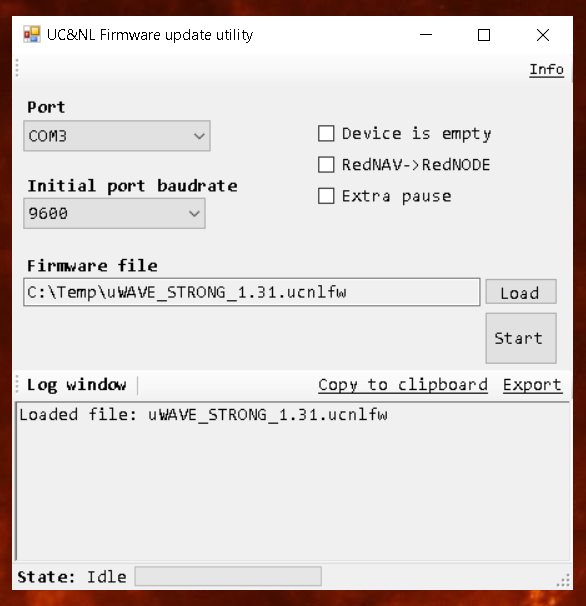 UC&NL Firmware update utility
Info
Port
COM3
Device is empty
RedNAV->RedNODE
Initial port baudrate
9600
Extra pause
Firmware file
C:\Temp\uWAVE_STRONG_1.31.ucnlfw
Load
Start
Log window
Copy to clipboard
Export
Loaded file: uWAVE_STRONG_1.31.ucnlfw
State: Idle